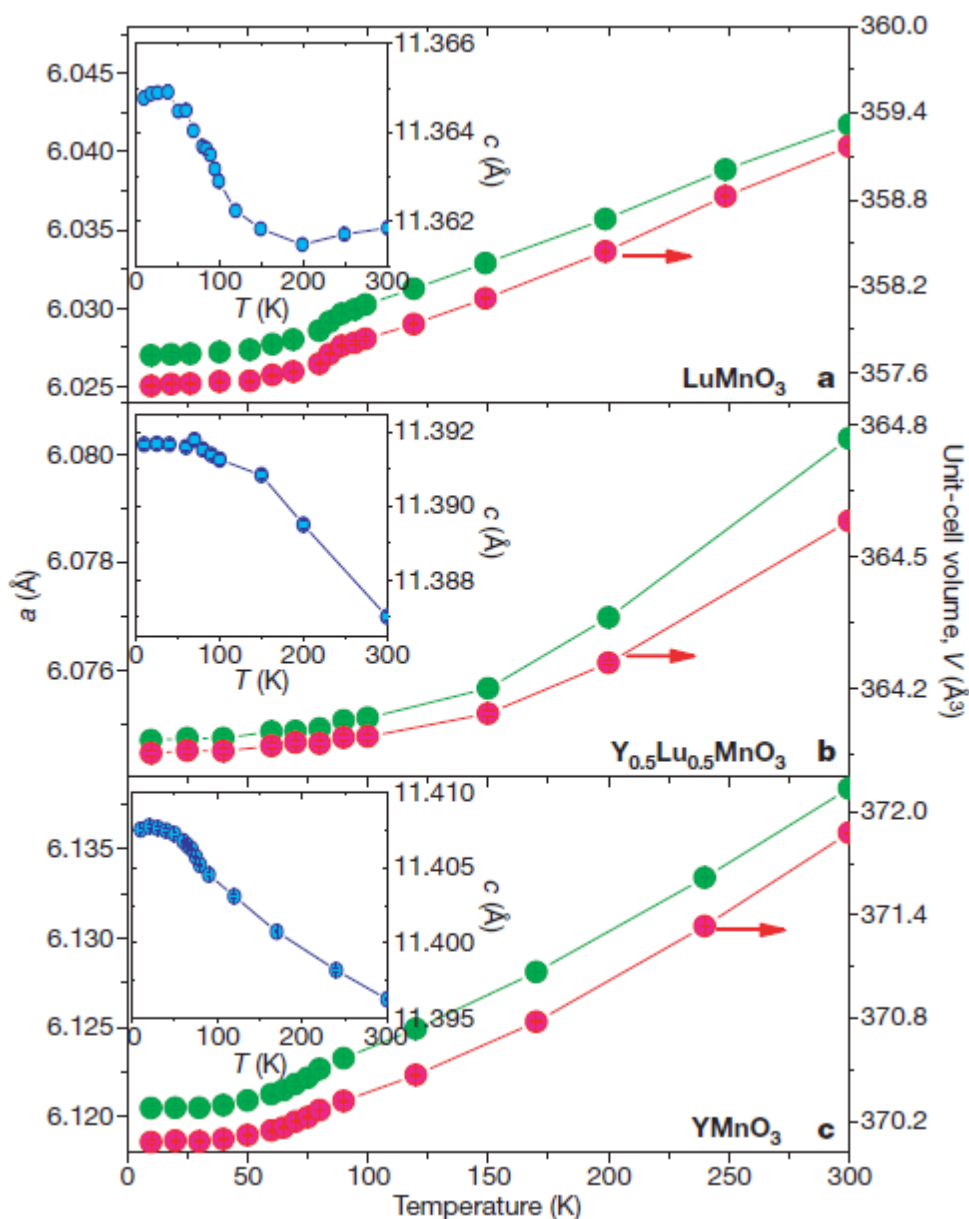 11.366
11.364
11.362
c (Å)
0 100 200 300
T (K)
6.045
6.040
6.035
6.030
6.025
360.0
359.4
358.8
358.2
357.6
LuMnO₃ a
11.392
11.390
11.388
c (Å)
0 100 200 300
T (K)
6.080
6.078
6.076
364.8
364.5
364.2
Y₀.₅Lu₀.₅MnO₃ b
11.410
11.405
11.400
11.395
c (Å)
0 100 200 300
T (K)
6.135
6.130
6.125
6.120
372.0
371.4
370.8
370.2
YMnO₃ c
a (Å)
Unit-cell volume, V (Å³)
0 50 100 150 200 250 300
Temperature (K)